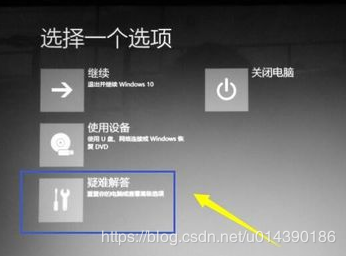 选择一个选项
继续
退出并继续 Windows 10
关闭电脑
使用设备
使用 U 盘、网络连接或 Windows 恢
复 DVD
疑难解答
重置你的电脑或查看高级选项
https://blog.csdn.net/u014390186